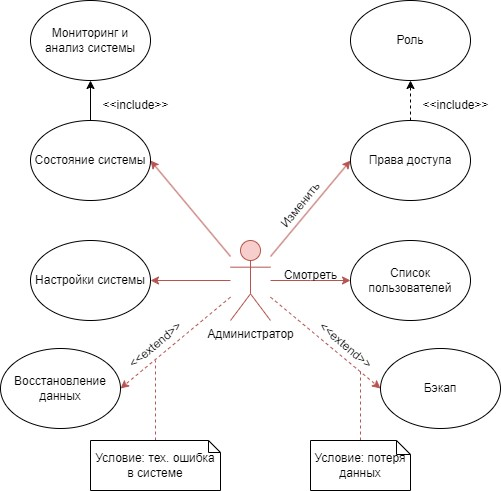 Мониторинг и
анализ системы
Роль
<<include>>
<<include>>
Состояние системы
Права доступа
Изменить
Настройки системы
Смотреть
Список
пользователей
Администратор
<<extend>>
<<extend>>
Восстановление
данных
Бэкап
Условие: тех. ошибка
в системе
Условие: потеря
данных